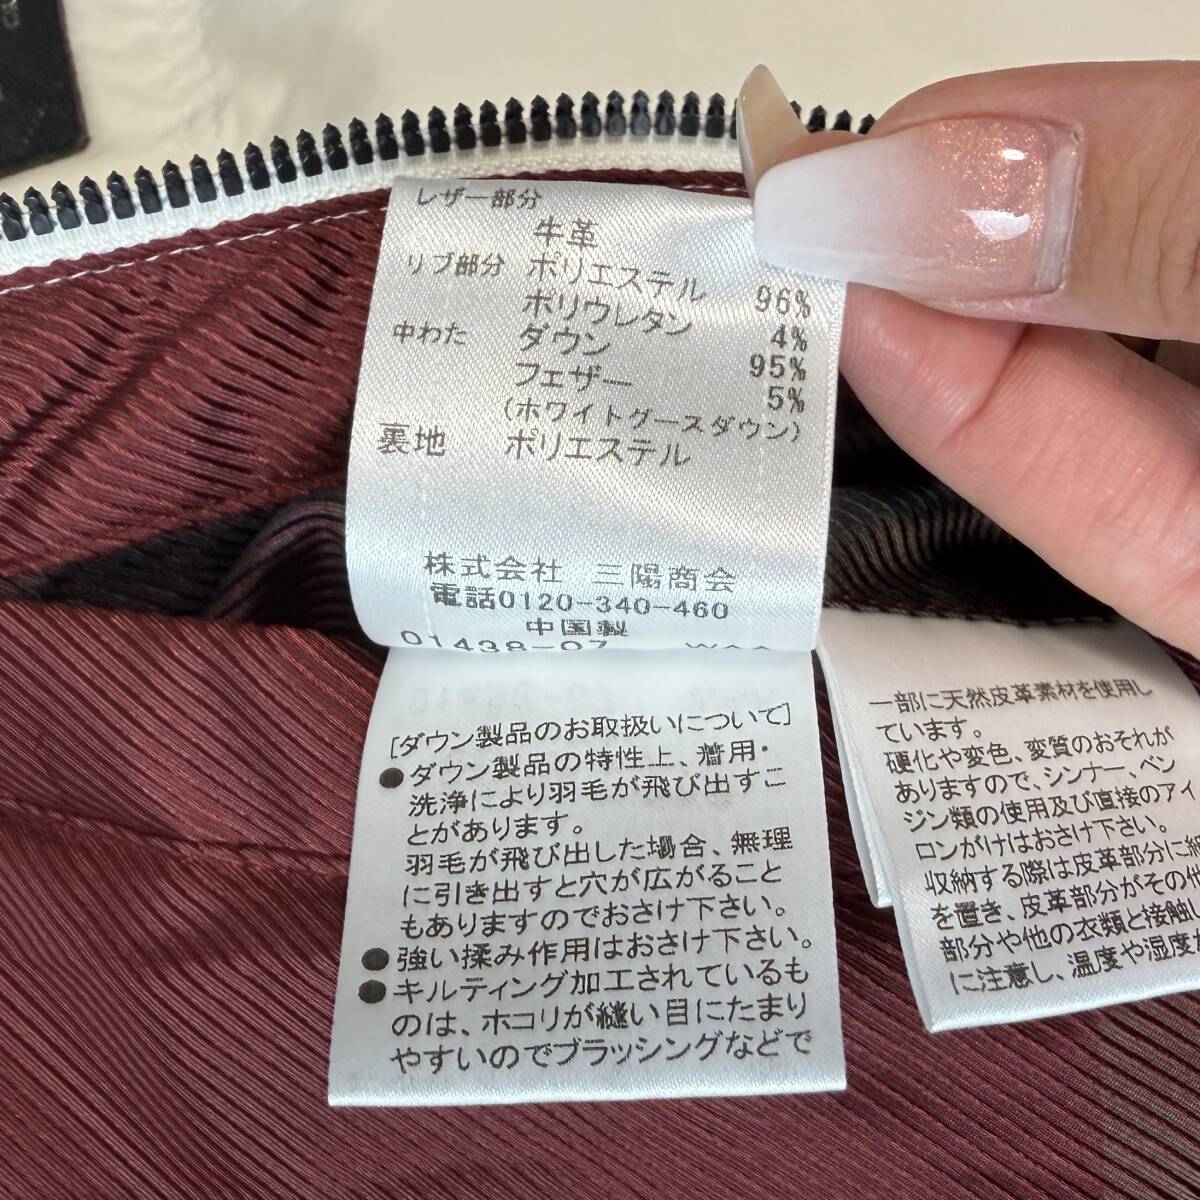 レザー部分
牛革
リブ部分 ポリエステル 96%
ポリウレタン 4%
中わた ダウン 95%
フェザー 5%
(ホワイトグースダウン)
裏地 ポリエステル
株式会社 三陽商会
電話0120-340-460
中国製
01438-07
[ダウン製品のお取扱いについて]
●ダウン製品の特性上、着用・
洗浄により羽毛が飛び出すこ
とがあります。
羽毛が飛び出した場合、無理
に引き出すと穴が広がること
もありますのでおさけ下さい。
●強い揉み作用はおさけ下さい。
●キルティング加工されているも
のは、ホコリが縫い目にたまり
やすいのでブラッシングなどで
一部に天然皮革素材を使用し
ています。
硬化や変色、変質のおそれが
ありますので、シンナー、ベン
ジン類の使用及び直接のアイ
ロンがけはおさけ下さい。
収納する際は皮革部分に
を置き、皮革部分がその他
部分や他の衣類と接触し
に注意し、温度や湿度が